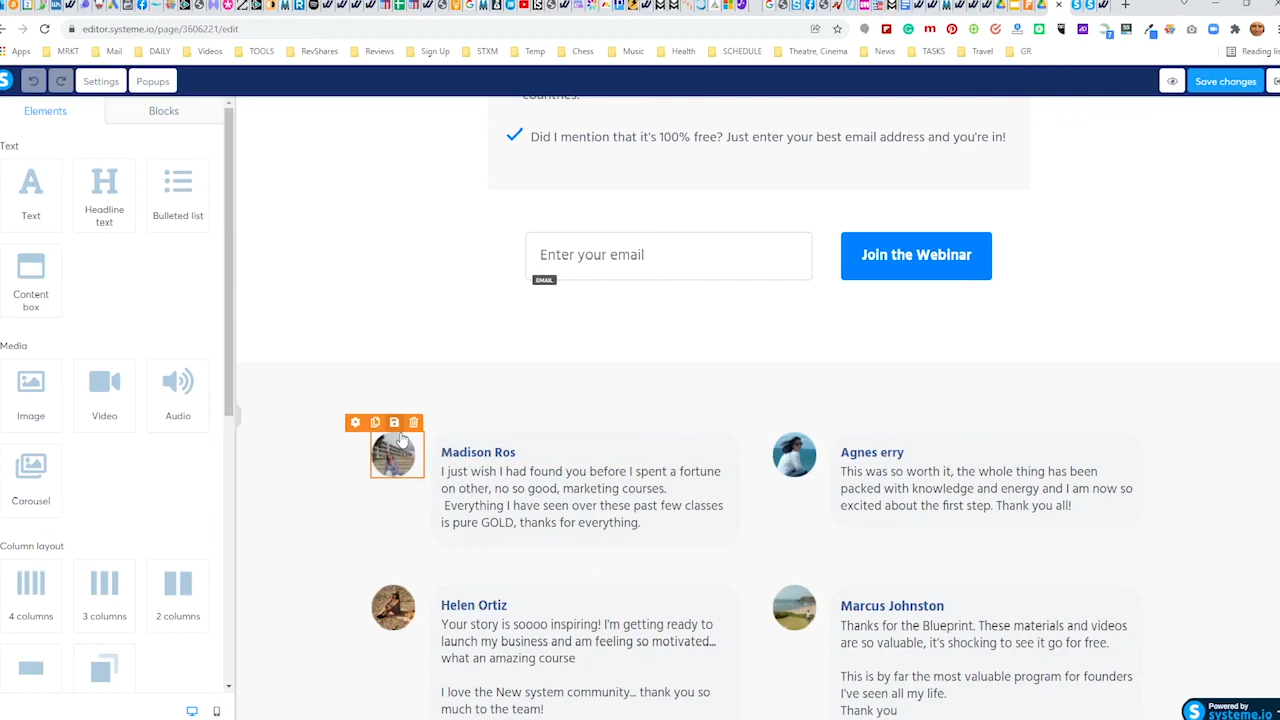 editor.systeme.io/page/3606221/edit
Apps MRKT Mail DAILY Videos TOOLS RevShares Reviews Sign Up STXM Temp Chess Music Health SCHEDULE Theatre, Cinema News TASKS Travel GR Reading
Settings Popups Save changes
Elements Blocks
Text
Text
Headline
text
Bulleted list
Content
box
Media
Image
Video
Audio
Carousel
Column layout
4 columns
3 columns
2 columns
countries.
Did I mention that it's 100% free? Just enter your best email address and you're in!
Enter your email
EMAIL
Join the Webinar
Madison Ros
I just wish I had found you before I spent a fortune
on other, no so good, marketing courses.
Everything I have seen over these past few classes
is pure GOLD, thanks for everything.
Agnes erry
This was so worth it, the whole thing has been
packed with knowledge and energy and I am now so
excited about the first step. Thank you all!
Helen Ortiz
Your story is soooo inspiring! I'm getting ready to
launch my business and am feeling so motivated...
what an amazing course
I love the New system community... thank you so
much to the team!
Marcus Johnston
Thanks for the Blueprint. These materials and videos
are so valuable, it's shocking to see it go for free.
This is by far the most valuable program for founders
I've seen all my life.
Thank you
Powered by
systeme.io